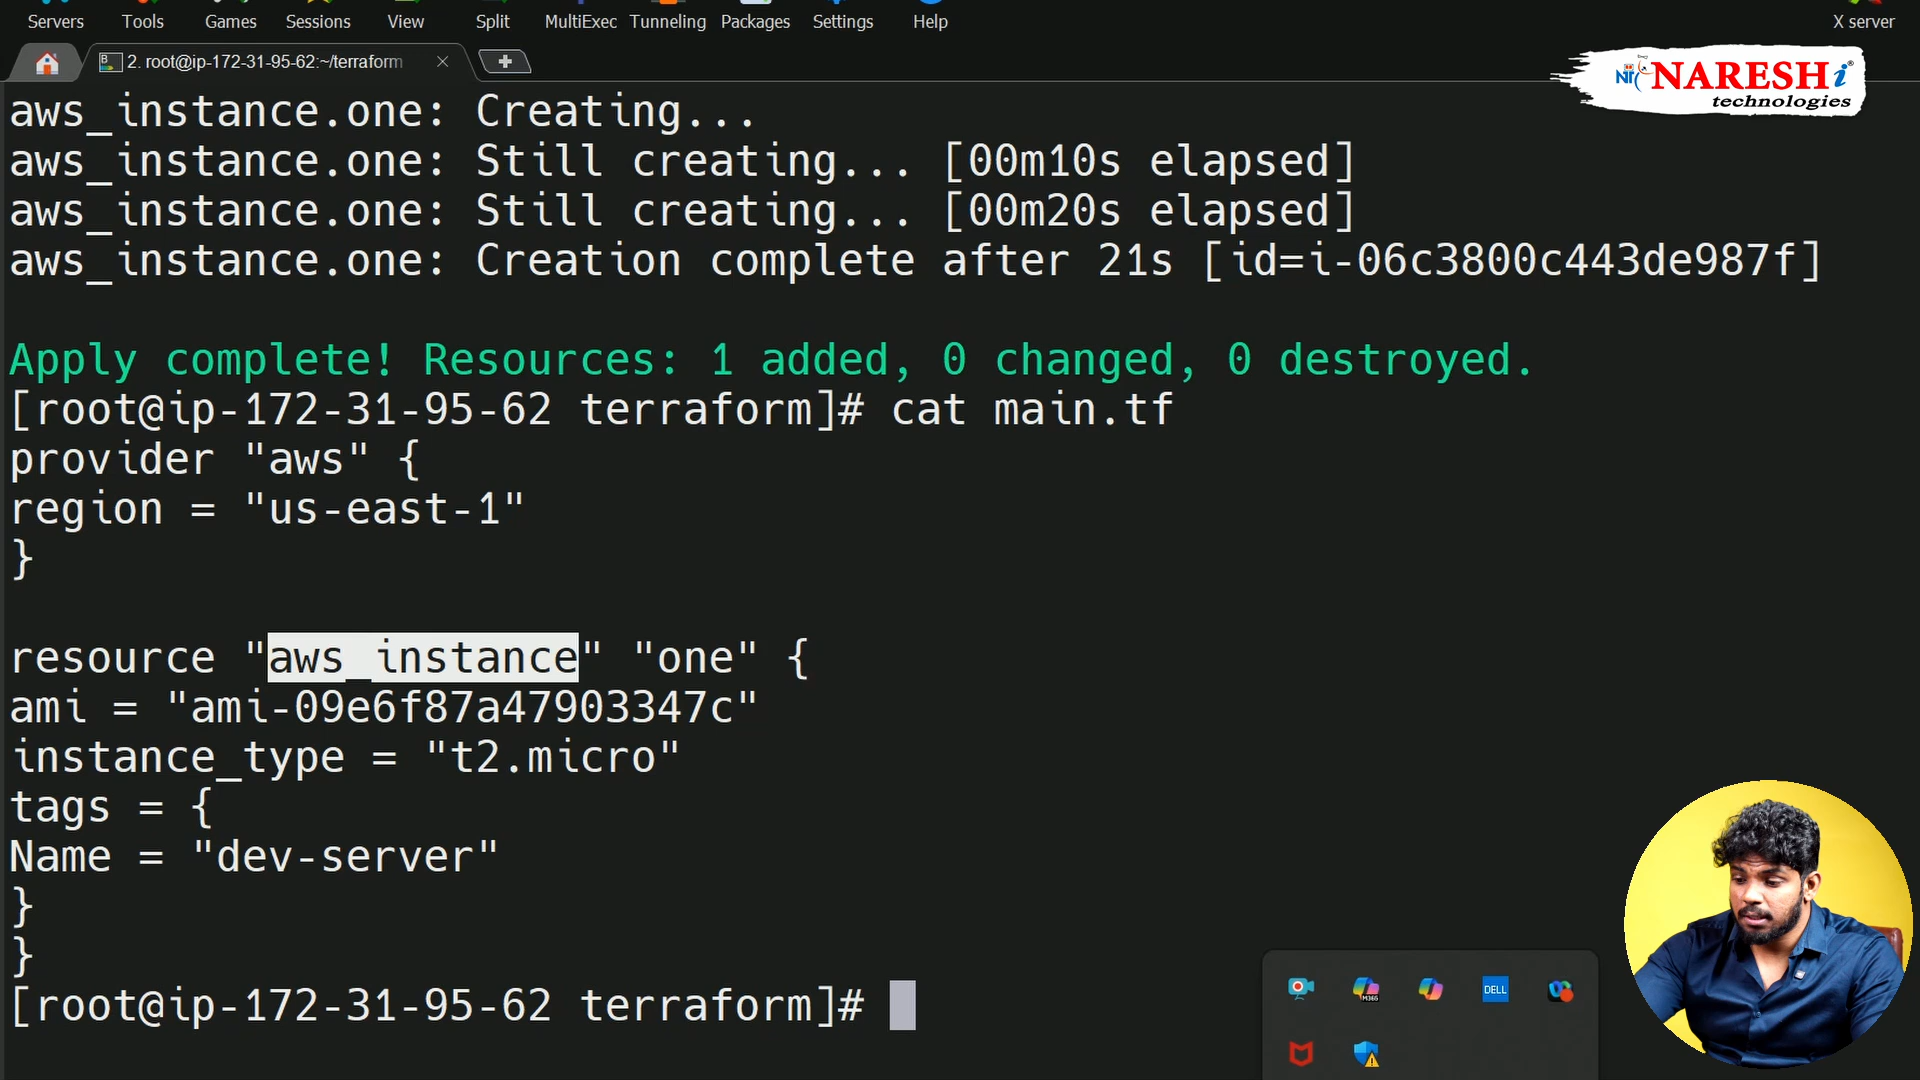 Servers Tools Games Sessions View Split MultiExec Tunneling Packages Settings Help X server
2. root@ip-172-31-95-62:~/terraform
NARESHi®
technologies
aws_instance.one: Creating...
aws_instance.one: Still creating... [00m10s elapsed]
aws_instance.one: Still creating... [00m20s elapsed]
aws_instance.one: Creation complete after 21s [id=i-06c3800c443de987f]
Apply complete! Resources: 1 added, 0 changed, 0 destroyed.
[root@ip-172-31-95-62 terraform]# cat main.tf
provider "aws" {
region = "us-east-1"
}
resource "aws_instance" "one" {
ami = "ami-09e6f87a47903347c"
instance_type = "t2.micro"
tags = {
Name = "dev-server"
}
}
[root@ip-172-31-95-62 terraform]#
M365
DELL